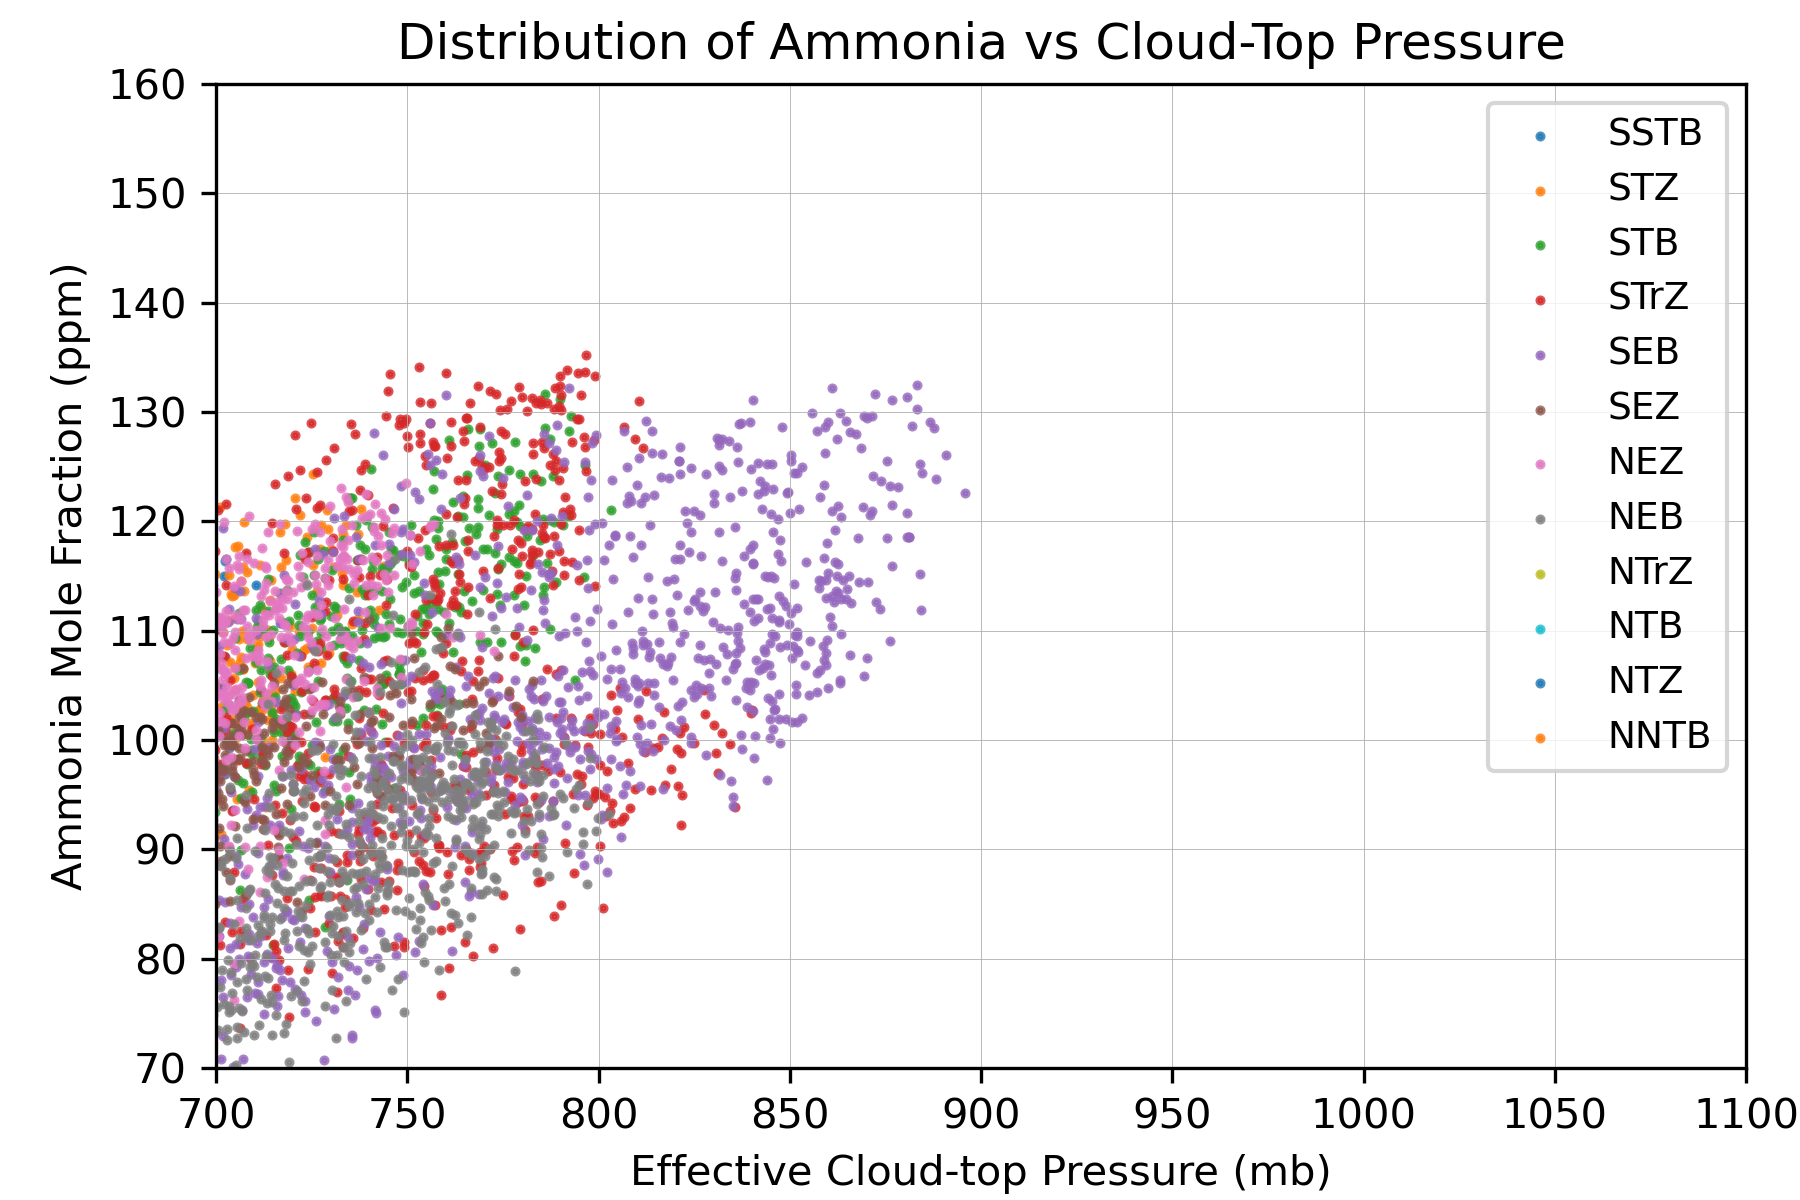 Distribution of Ammonia vs Cloud-Top Pressure
160
150
140
130
120
110
100
90
80
70
Ammonia Mole Fraction (ppm)
SSTB
STZ
STB
STrZ
SEB
SEZ
NEZ
NEB
NTrZ
NTB
NTZ
NNTB
700 750 800 850 900 950 1000 1050 1100
Effective Cloud-top Pressure (mb)